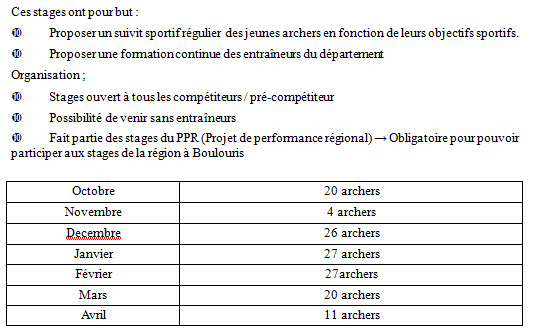 Ces stages ont pour but :
❿ Proposer un suivit sportif régulier des jeunes archers en fonction de leurs objectifs sportifs.
❿ Proposer une formation continue des entraîneurs du département
Organisation ;
❿ Stages ouvert à tous les compétiteurs / pré-compétiteur
❿ Possibilité de venir sans entraîneurs
❿ Fait partie des stages du PPR (Projet de performance régional) → Obligatoire pour pouvoir
participer aux stages de la région à Boulouris
Octobre 20 archers
Novembre 4 archers
Decembre 26 archers
Janvier 27 archers
Février 27archers
Mars 20 archers
Avril 11 archers